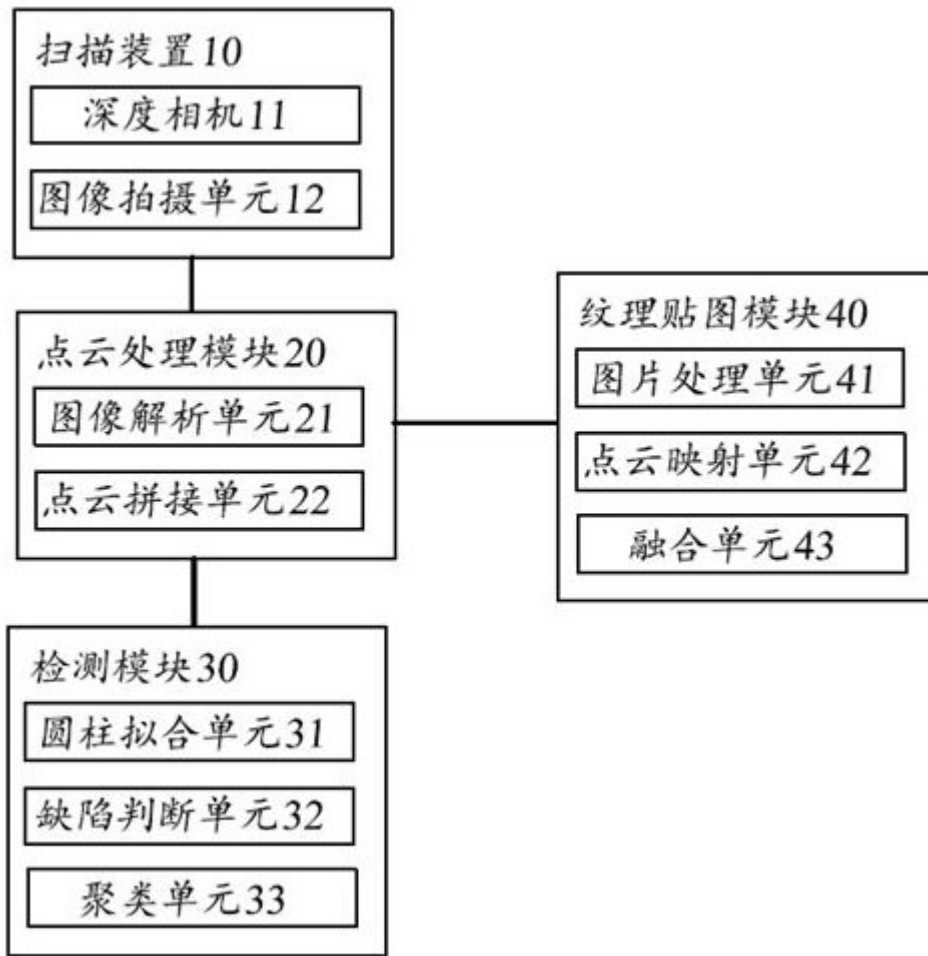 扫描装置10
深度相机11
图像拍摄单元12
点云处理模块20
图像解析单元21
点云拼接单元22
检测模块30
圆柱拟合单元31
缺陷判断单元32
聚类单元33
纹理贴图模块40
图片处理单元41
点云映射单元42
融合单元43